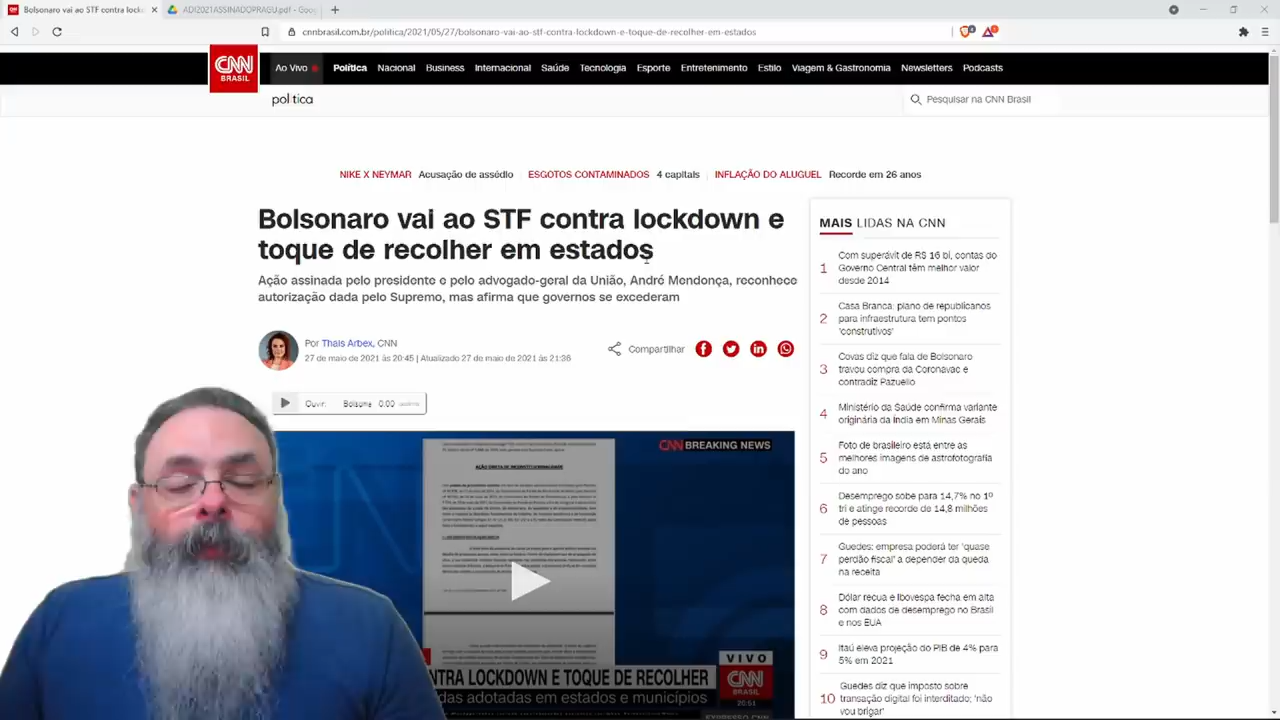 Bolsonaro vai ao STF contra lockd
ADI2021ASSINADOPRAGU.pdf - Goog
cnnbrasil.com.br/politica/2021/05/27/bolsonaro-vai-ao-stf-contra-lockdown-e-toque-de-recolher-em-estados
CNN
BRASIL
Ao Vivo
Política
Nacional
Business
Internacional
Saúde
Tecnologia
Esporte
Entretenimento
Estilo
Viagem & Gastronomia
Newsletters
Podcasts
política
Pesquisar na CNN Brasil
NIKE X NEYMAR Acusação de assédio
ESGOTOS CONTAMINADOS 4 capitais
INFLAÇÃO DO ALUGUEL Recorde em 26 anos
Bolsonaro vai ao STF contra lockdown e
toque de recolher em estados
Ação assinada pelo presidente e pelo advogado-geral da União, André Mendonça, reconhece
autorização dada pelo Supremo, mas afirma que governos se excederam
Por Thais Arbex, CNN
27 de maio de 2021 às 20:45 | Atualizado 27 de maio de 2021 às 21:36
Compartilhar
Ouvir: Bolsona 0:00
CNN BREAKING NEWS
AÇÃO DIRETA DE INCONSTITUCIONALIDADE
NTRA LOCKDOWN E TOQUE DE RECOLHER
das adotadas em estados e municípios
VIVO
CNN
BRASIL
20:51
EXPRESSO CNN
MAIS LIDAS NA CNN
1 Com superávit de R$ 16 bi, contas do
Governo Central têm melhor valor
desde 2014
2 Casa Branca: plano de republicanos
para infraestrutura tem pontos
'construtivos'
3 Covas diz que fala de Bolsonaro
travou compra da Coronavac e
contradiz Pazuello
4 Ministério da Saúde confirma variante
originária da Índia em Minas Gerais
5 Foto de brasileiro está entre as
melhores imagens de astrofotografia
do ano
6 Desemprego sobe para 14,7% no 1º
tri e atinge recorde de 14,8 milhões
de pessoas
7 Guedes: empresa poderá ter 'quase
perdão fiscal' a depender da queda
na receita
8 Dólar recua e Ibovespa fecha em alta
com dados de desemprego no Brasil
e nos EUA
9 Itaú eleva projeção do PIB de 4% para
5% em 2021
10 Guedes diz que imposto sobre
transação digital foi interditado; 'não
vou brigar'